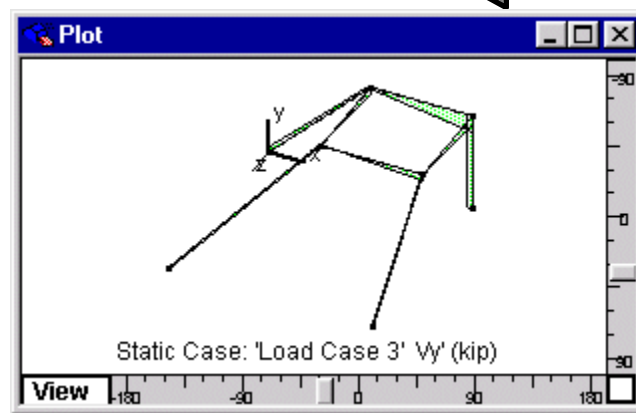 Plot
y
z
x
Static Case: 'Load Case 3' Vy' (kip)
-90
0
90
View
-180
-90
0
90
180